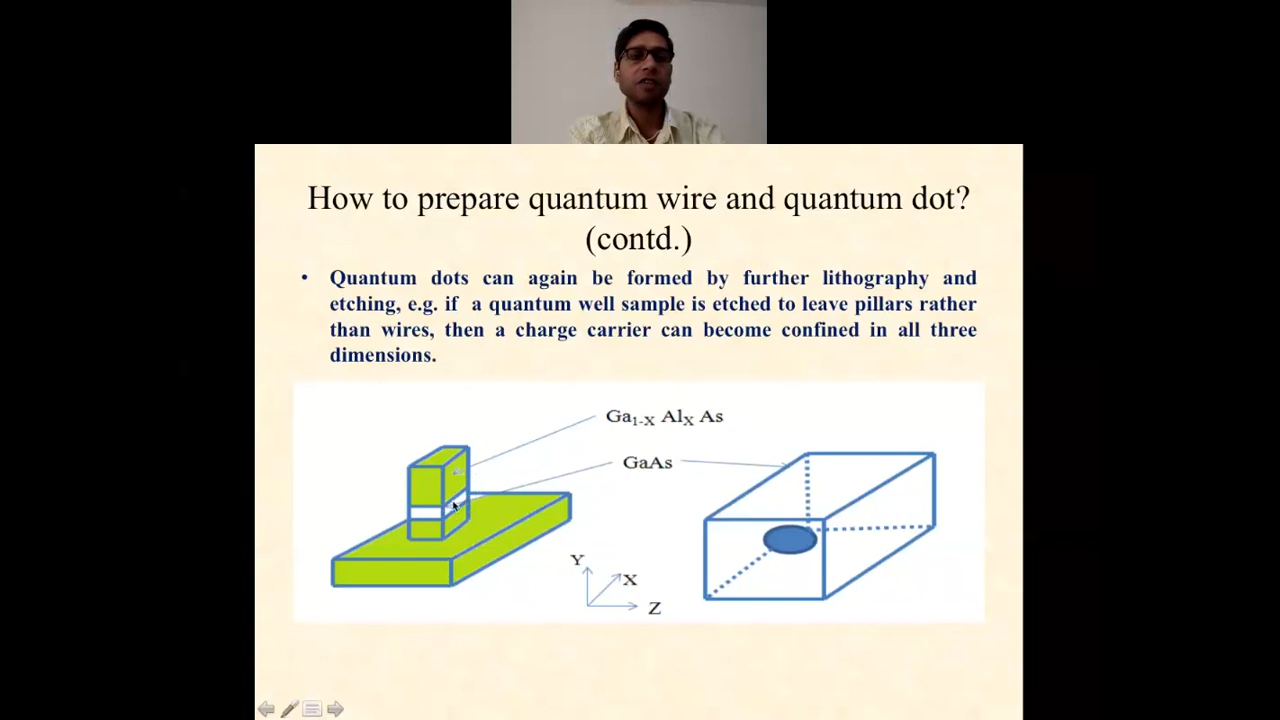 How to prepare quantum wire and quantum dot?
(contd.)
• Quantum dots can again be formed by further lithography and
etching, e.g. if a quantum well sample is etched to leave pillars rather
than wires, then a charge carrier can become confined in all three
dimensions.
Ga₁₋ₓ Alₓ As
GaAs
Y
X
Z